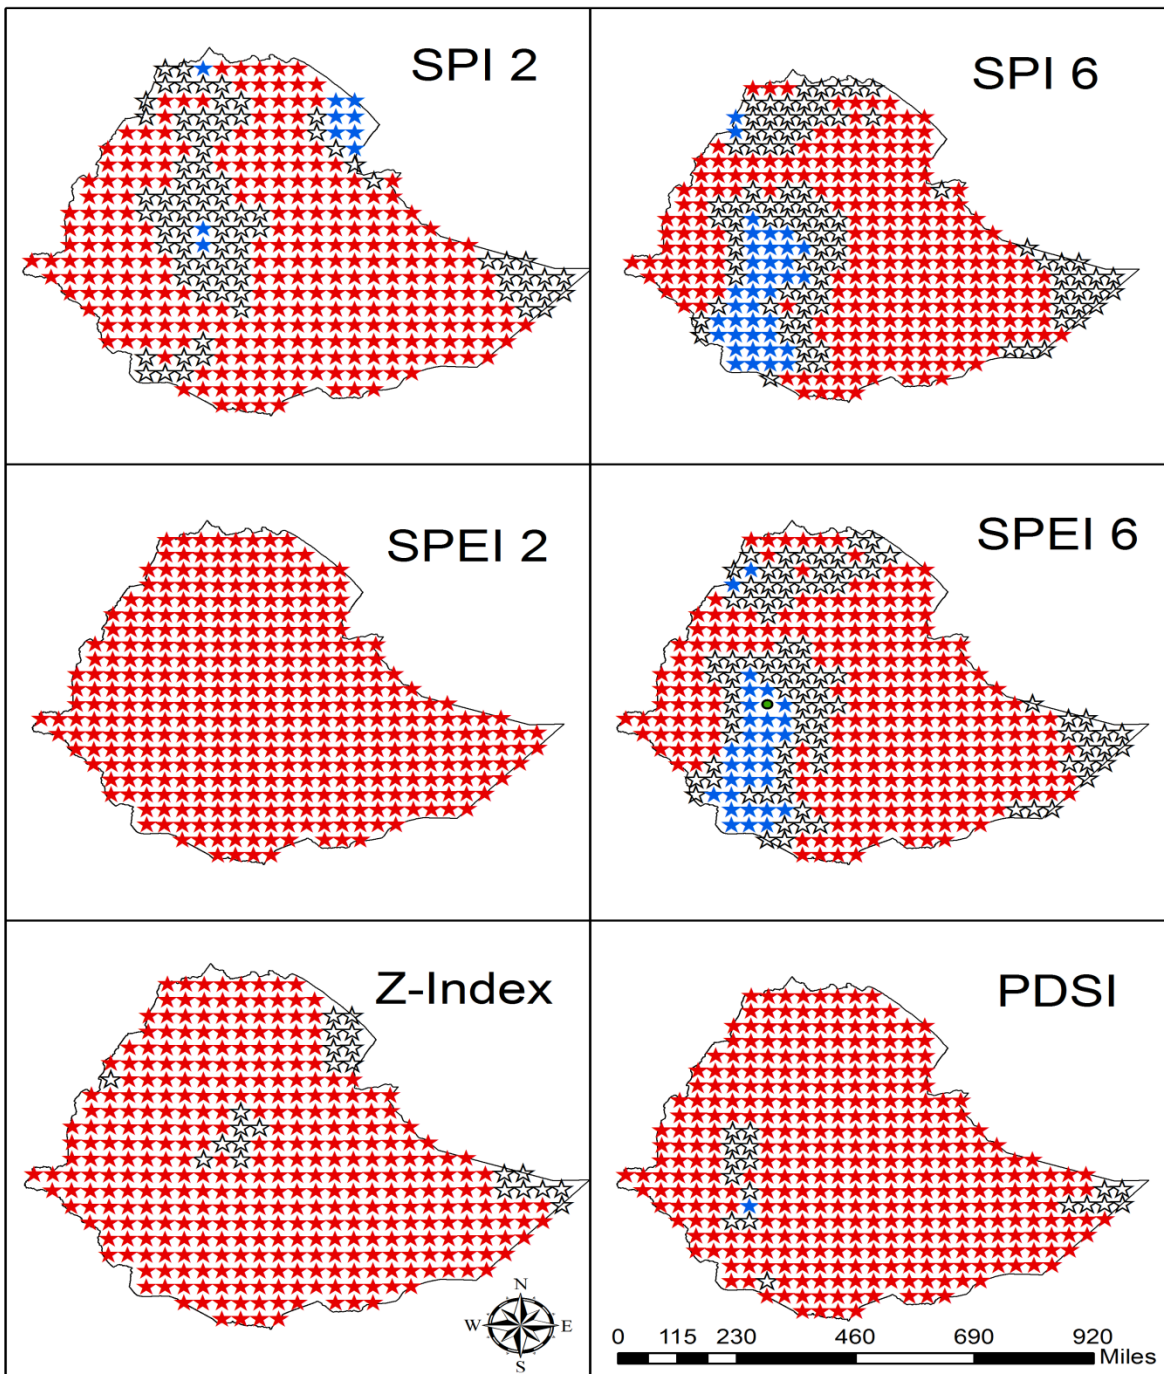 SPI 2
SPI 6
SPEI 2
SPEI 6
Z-Index
PDSI
N
W E
S
0 115 230 460 690 920
Miles